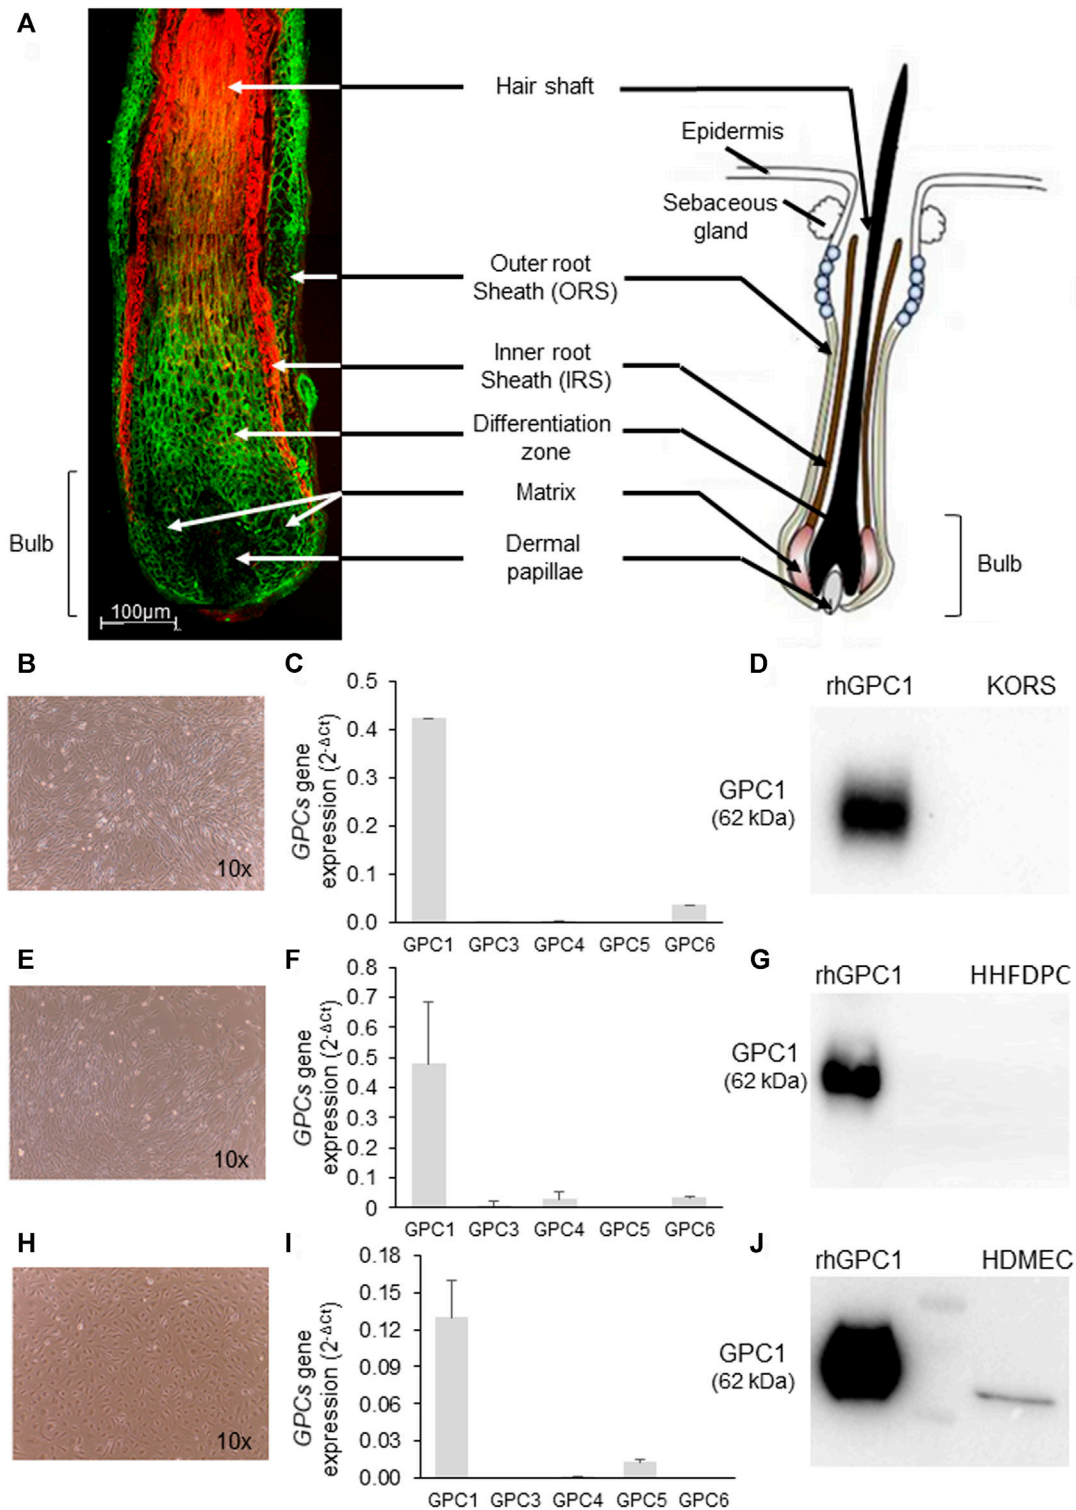 A
Hair shaft
Epidermis
Sebaceous
gland
Outer root
Sheath (ORS)
Inner root
Sheath (IRS)
Differentiation
zone
Matrix
Dermal
papillae
Bulb
Bulb
100µm
B
10x
C
GPCs gene
expression (2-ΔCt)
0.5
0.4
0.3
0.2
0.1
0.0
GPC1 GPC3 GPC4 GPC5 GPC6
D
rhGPC1 KORS
GPC1
(62 kDa)
E
10x
F
GPCs gene
expression (2-ΔCt)
0.8
0.7
0.6
0.5
0.4
0.3
0.2
0.1
0
GPC1 GPC3 GPC4 GPC5 GPC6
G
rhGPC1 HHFDPC
GPC1
(62 kDa)
H
10x
I
GPCs gene
expression (2-ΔCt)
0.18
0.15
0.12
0.09
0.06
0.03
0.00
GPC1 GPC3 GPC4 GPC5 GPC6
J
rhGPC1 HDMEC
GPC1
(62 kDa)